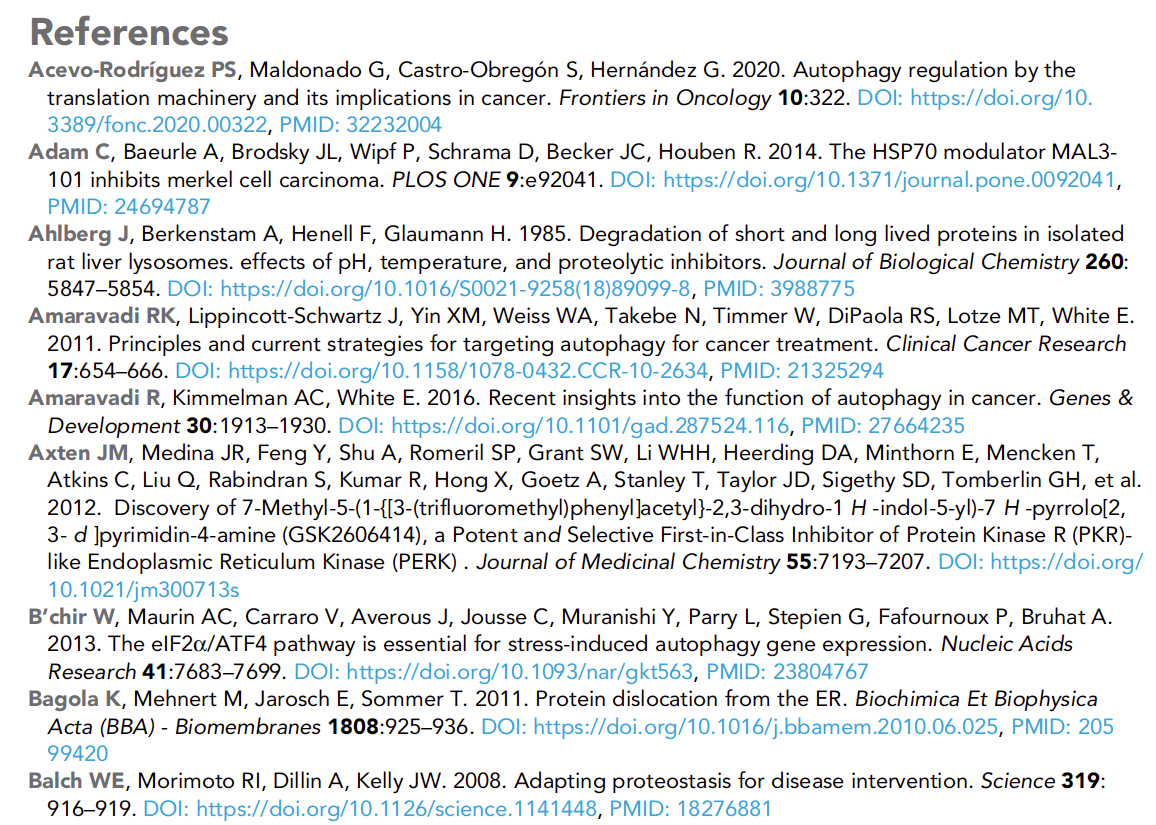 References
Acevo-Rodríguez PS, Maldonado G, Castro-Obregón S, Hernández G. 2020. Autophagy regulation by the
translation machinery and its implications in cancer. Frontiers in Oncology 10:322. DOI: https://doi.org/10.
3389/fonc.2020.00322, PMID: 32232004
Adam C, Baeurle A, Brodsky JL, Wipf P, Schrama D, Becker JC, Houben R. 2014. The HSP70 modulator MAL3-
101 inhibits merkel cell carcinoma. PLOS ONE 9:e92041. DOI: https://doi.org/10.1371/journal.pone.0092041,
PMID: 24694787
Ahlberg J, Berkenstam A, Henell F, Glaumann H. 1985. Degradation of short and long lived proteins in isolated
rat liver lysosomes. effects of pH, temperature, and proteolytic inhibitors. Journal of Biological Chemistry 260:
5847–5854. DOI: https://doi.org/10.1016/S0021-9258(18)89099-8, PMID: 3988775
Amaravadi RK, Lippincott-Schwartz J, Yin XM, Weiss WA, Takebe N, Timmer W, DiPaola RS, Lotze MT, White E.
2011. Principles and current strategies for targeting autophagy for cancer treatment. Clinical Cancer Research
17:654–666. DOI: https://doi.org/10.1158/1078-0432.CCR-10-2634, PMID: 21325294
Amaravadi R, Kimmelman AC, White E. 2016. Recent insights into the function of autophagy in cancer. Genes &
Development 30:1913–1930. DOI: https://doi.org/10.1101/gad.287524.116, PMID: 27664235
Axten JM, Medina JR, Feng Y, Shu A, Romeril SP, Grant SW, Li WHH, Heerding DA, Minthorn E, Mencken T,
Atkins C, Liu Q, Rabindran S, Kumar R, Hong X, Goetz A, Stanley T, Taylor JD, Sigethy SD, Tomberlin GH, et al.
2012. Discovery of 7-Methyl-5-(1-{[3-(trifluromethyl)phenyl]acetyl}-2,3-dihydro-1 H -indol-5-yl)-7 H -pyrrolo[2,
3- d ]pyrimidin-4-amine (GSK2606414), a Potent and Selective First-in-Class Inhibitor of Protein Kinase R (PKR)-
like Endoplasmic Reticulum Kinase (PERK) . Journal of Medicinal Chemistry 55:7193–7207. DOI: https://doi.org/
10.1021/jm300713s
B'chir W, Maurin AC, Carraro V, Averous J, Jousse C, Muranishi Y, Parry L, Stepien G, Fafournoux P, Bruhat A.
2013. The eIF2α/ATF4 pathway is essential for stress-induced autophagy gene expression. Nucleic Acids
Research 41:7683–7699. DOI: https://doi.org/10.1093/nar/gkt563, PMID: 23804767
Bagola K, Mehnert M, Jarosch E, Sommer T. 2011. Protein dislocation from the ER. Biochimica Et Biophysica
Acta (BBA) - Biomembranes 1808:925–936. DOI: https://doi.org/10.1016/j.bbamem.2010.06.025, PMID: 205
99420
Balch WE, Morimoto RI, Dillin A, Kelly JW. 2008. Adapting proteostasis for disease intervention. Science 319:
916–919. DOI: https://doi.org/10.1126/science.1141448, PMID: 18276881